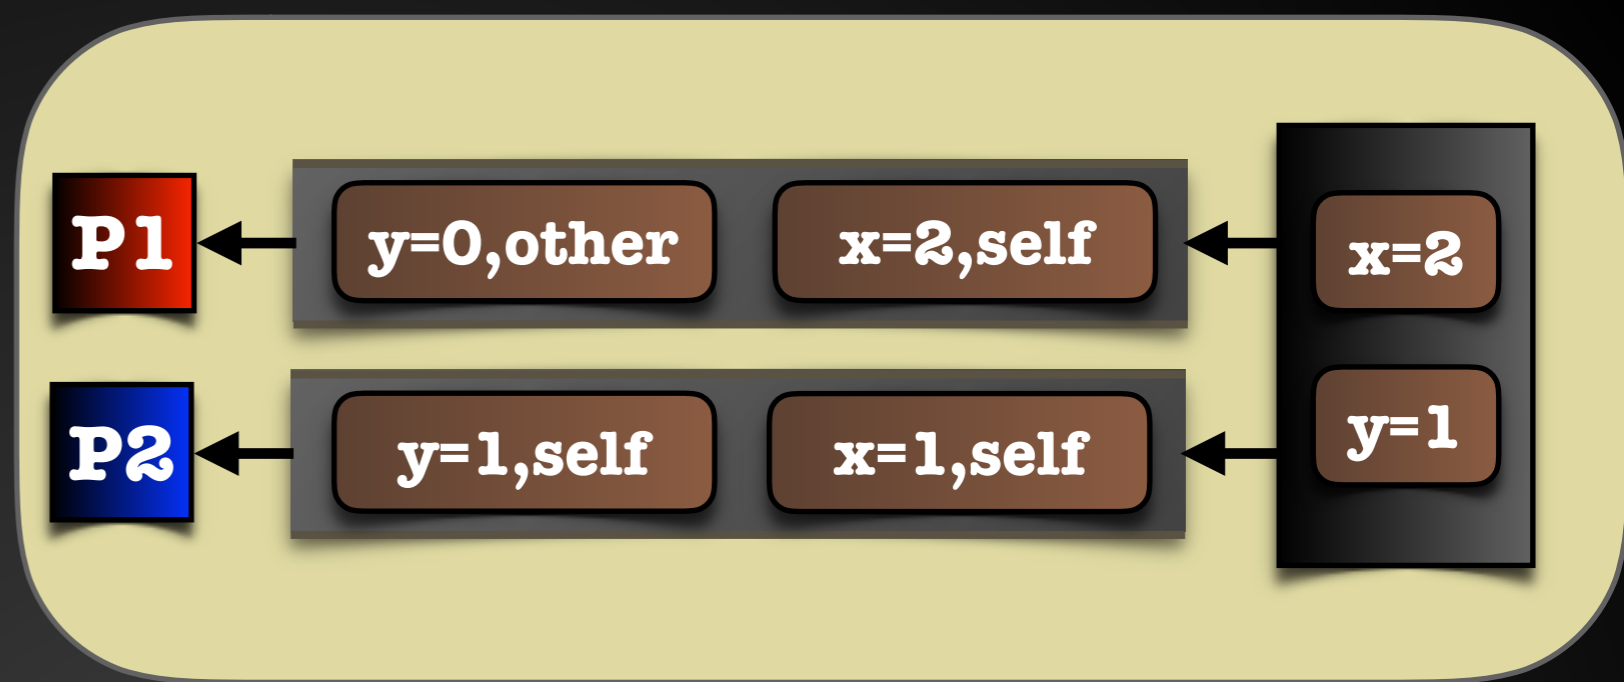 P1
y=0,other
x=2,self
x=2
P2
y=1,self
x=1,self
y=1